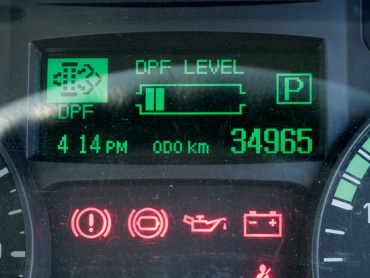 DPF LEVEL
DPF
P
4 14 PM ODO km 34965